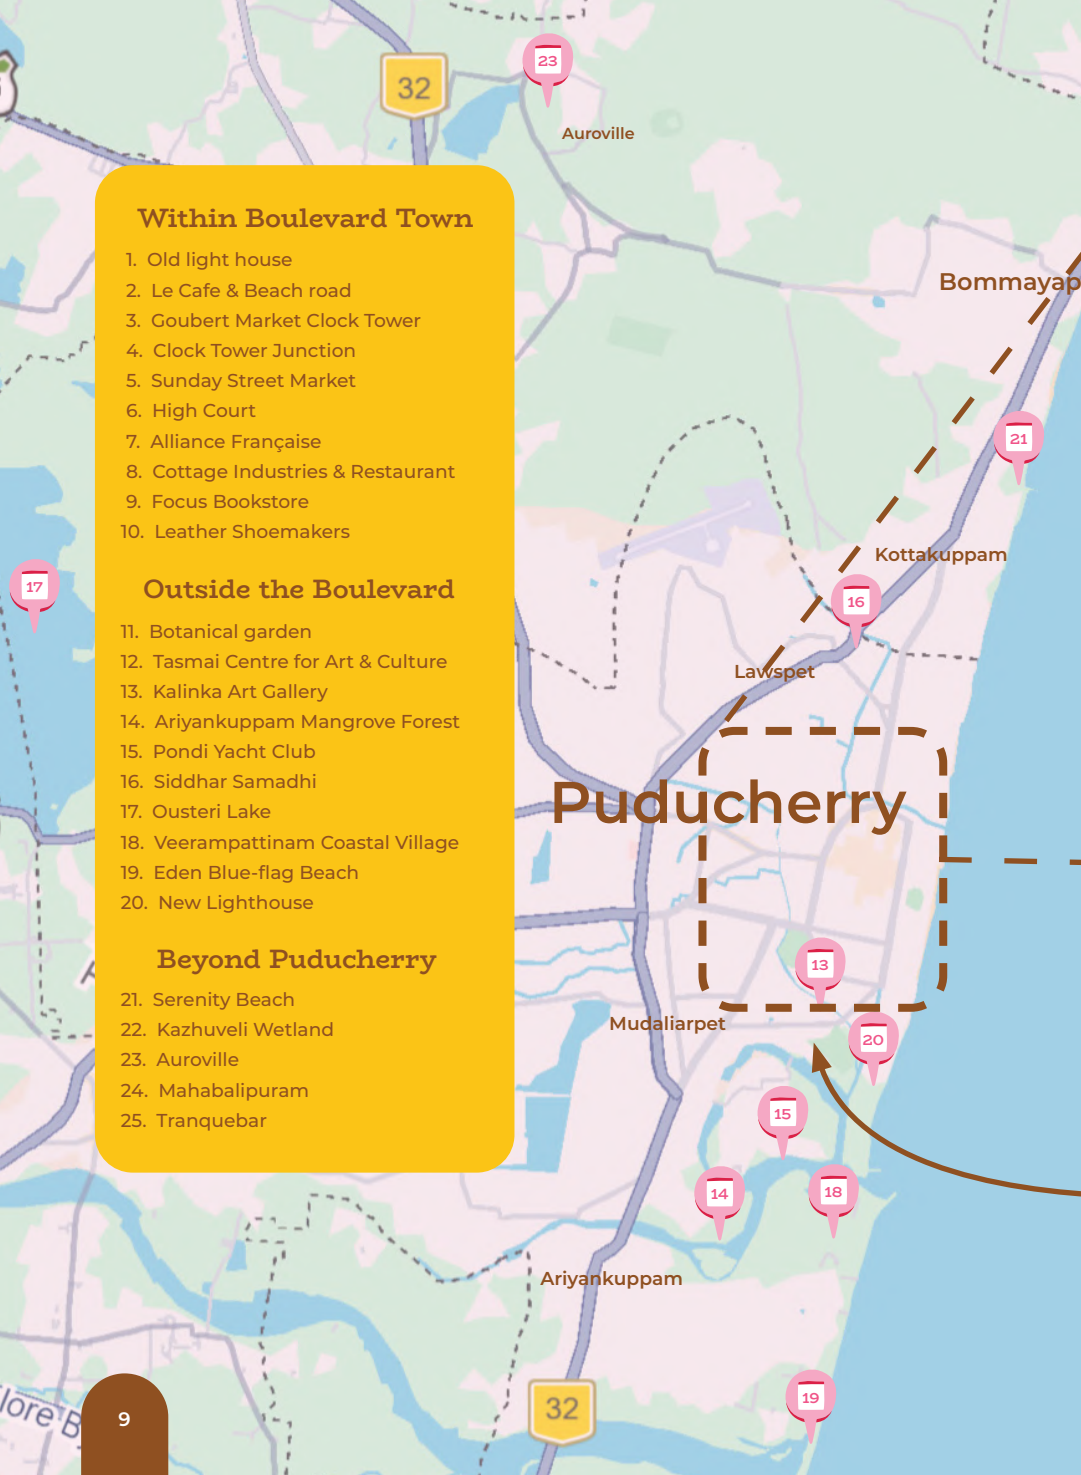 32
23
Auroville
Within Boulevard Town
1. Old light house
2. Le Cafe & Beach road
3. Goubert Market Clock Tower
4. Clock Tower Junction
5. Sunday Street Market
6. High Court
7. Alliance Française
8. Cottage Industries & Restaurant
9. Focus Bookstore
10. Leather Shoemakers
Outside the Boulevard
11. Botanical garden
12. Tasmai Centre for Art & Culture
13. Kalinka Art Gallery
14. Ariyankuppam Mangrove Forest
15. Pondi Yacht Club
16. Siddhar Samadhi
17. Ousteri Lake
18. Veerampattinam Coastal Village
19. Eden Blue-flag Beach
20. New Lighthouse
Beyond Puducherry
21. Serenity Beach
22. Kazhuveli Wetland
23. Auroville
24. Mahabalipuram
25. Tranquebar
Bommayap
21
Kottakuppam
17
16
Lawspet
Puducherry
13
Mudaliarpet
20
15
14
18
Ariyankuppam
19
32
lore B
9